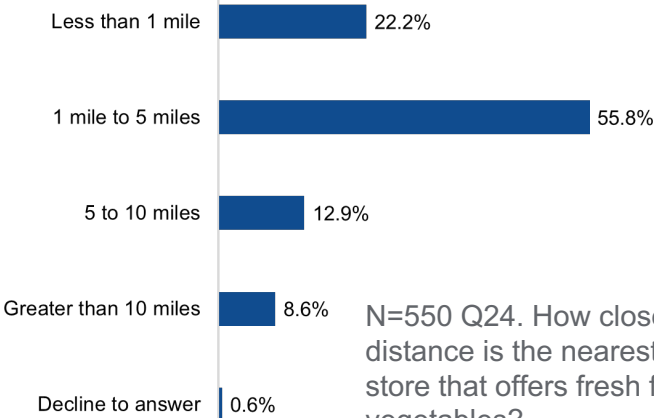 Less than 1 mile 22.2%
1 mile to 5 miles 55.8%
5 to 10 miles 12.9%
Greater than 10 miles 8.6%
N=550 Q24. How close
distance is the nearest
store that offers fresh
vegetables?
Decline to answer 0.6%